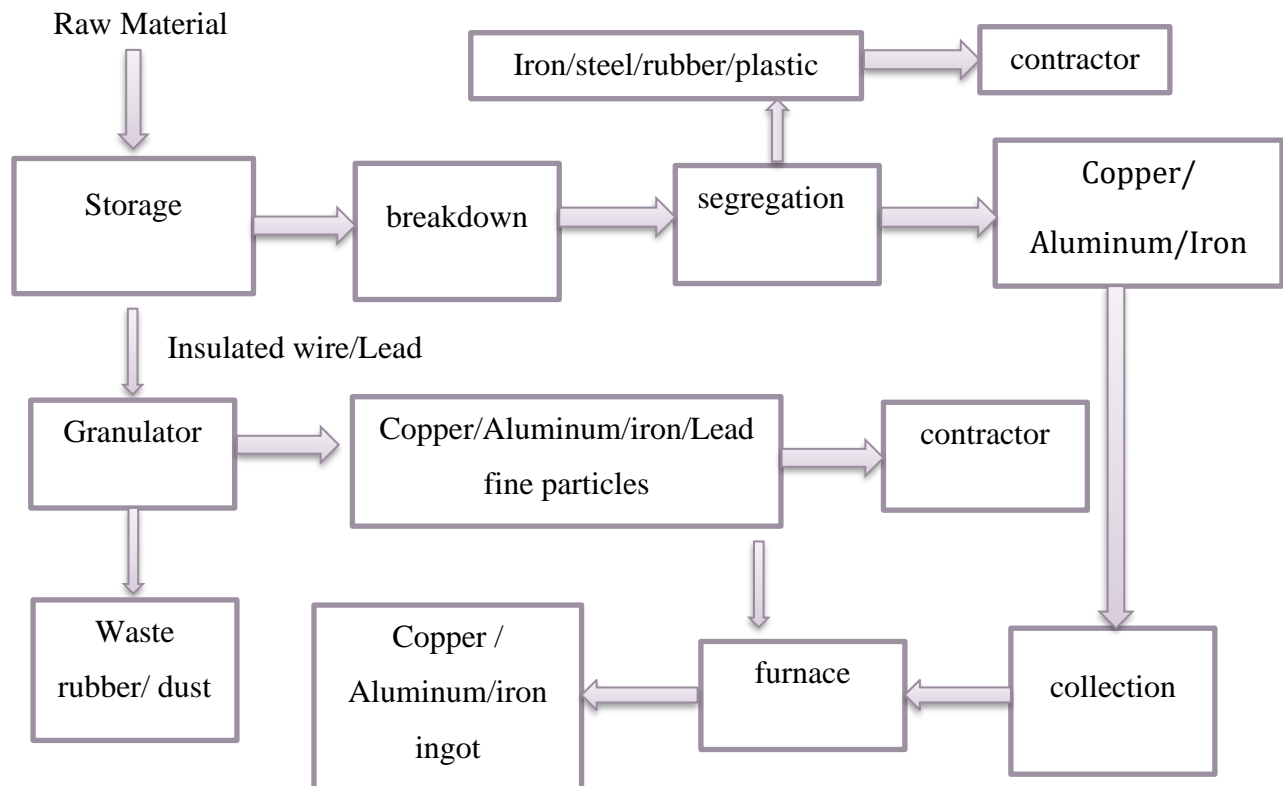 Raw Material
Iron/steel/rubber/plastic
contractor
Storage
breakdown
segregation
Copper/
Aluminum/Iron
Insulated wire/Lead
Granulator
Copper/Aluminum/iron/Lead
fine particles
contractor
Waste
rubber/ dust
Copper /
Aluminum/iron
ingot
furnace
collection